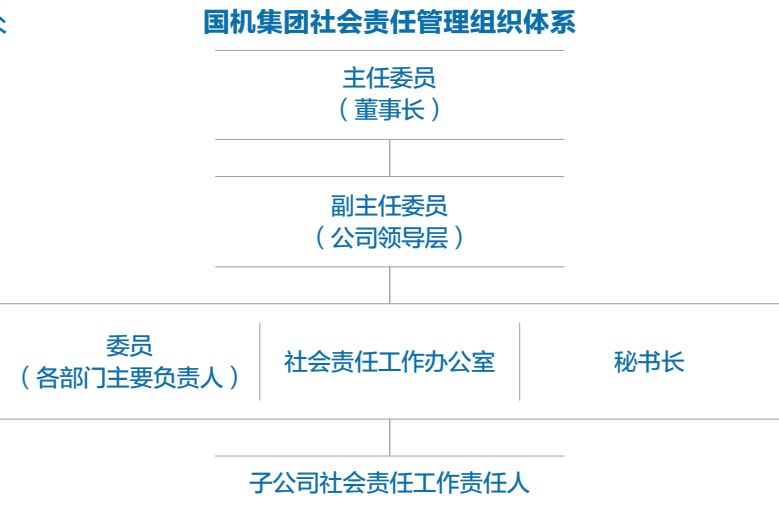 国机集团社会责任管理组织体系
主任委员
（董事长）
副主任委员
（公司领导层）
委员
（各部门主要负责人）
社会责任工作办公室
秘书长
子公司社会责任工作责任人